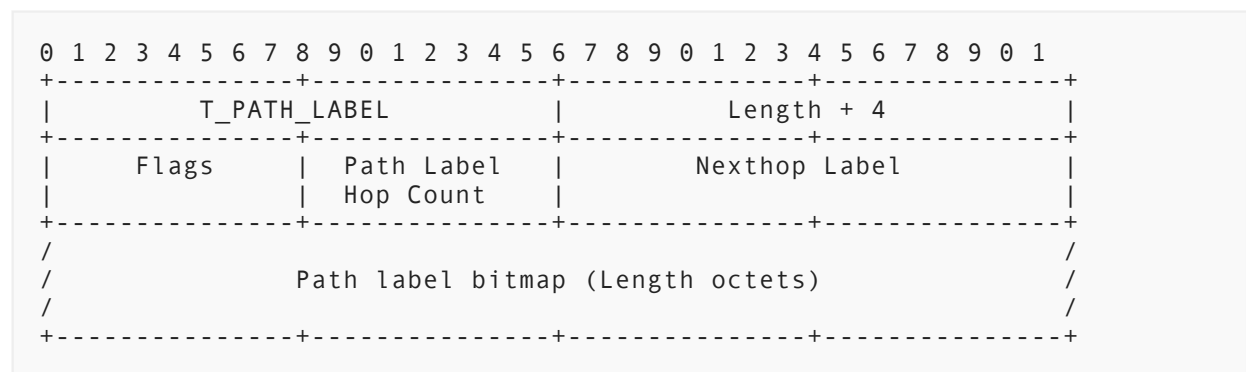 0 1 2 3 4 5 6 7 8 9 0 1 2 3 4 5 6 7 8 9 0 1 2 3 4 5 6 7 8 9 0 1
+---------------+---------------+---------------+---------------+
|          T_PATH_LABEL         |          Length + 4           |
+---------------+---------------+---------------+---------------+
|     Flags     |  Path Label   |        Nexthop Label          |
|               |  Hop Count    |                               |
+---------------+---------------+---------------+---------------+
/                                                               /
/               Path label bitmap (Length octets)               /
/                                                               /
+---------------+---------------+---------------+---------------+